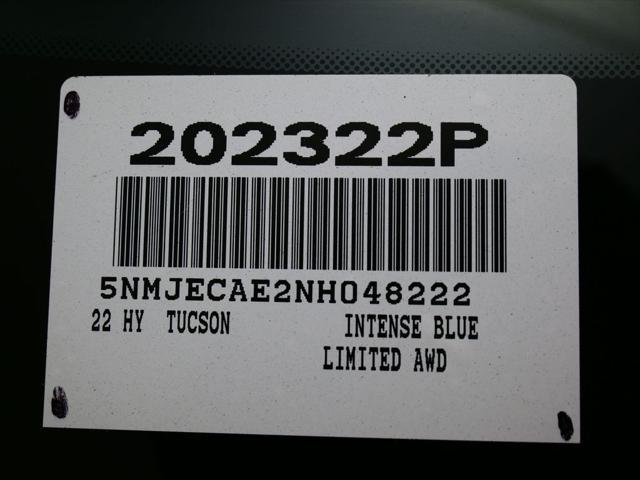 202322P
5NMJECAE2NH048222
22 HY TUCSON INTENSE BLUE
LIMITED AWD